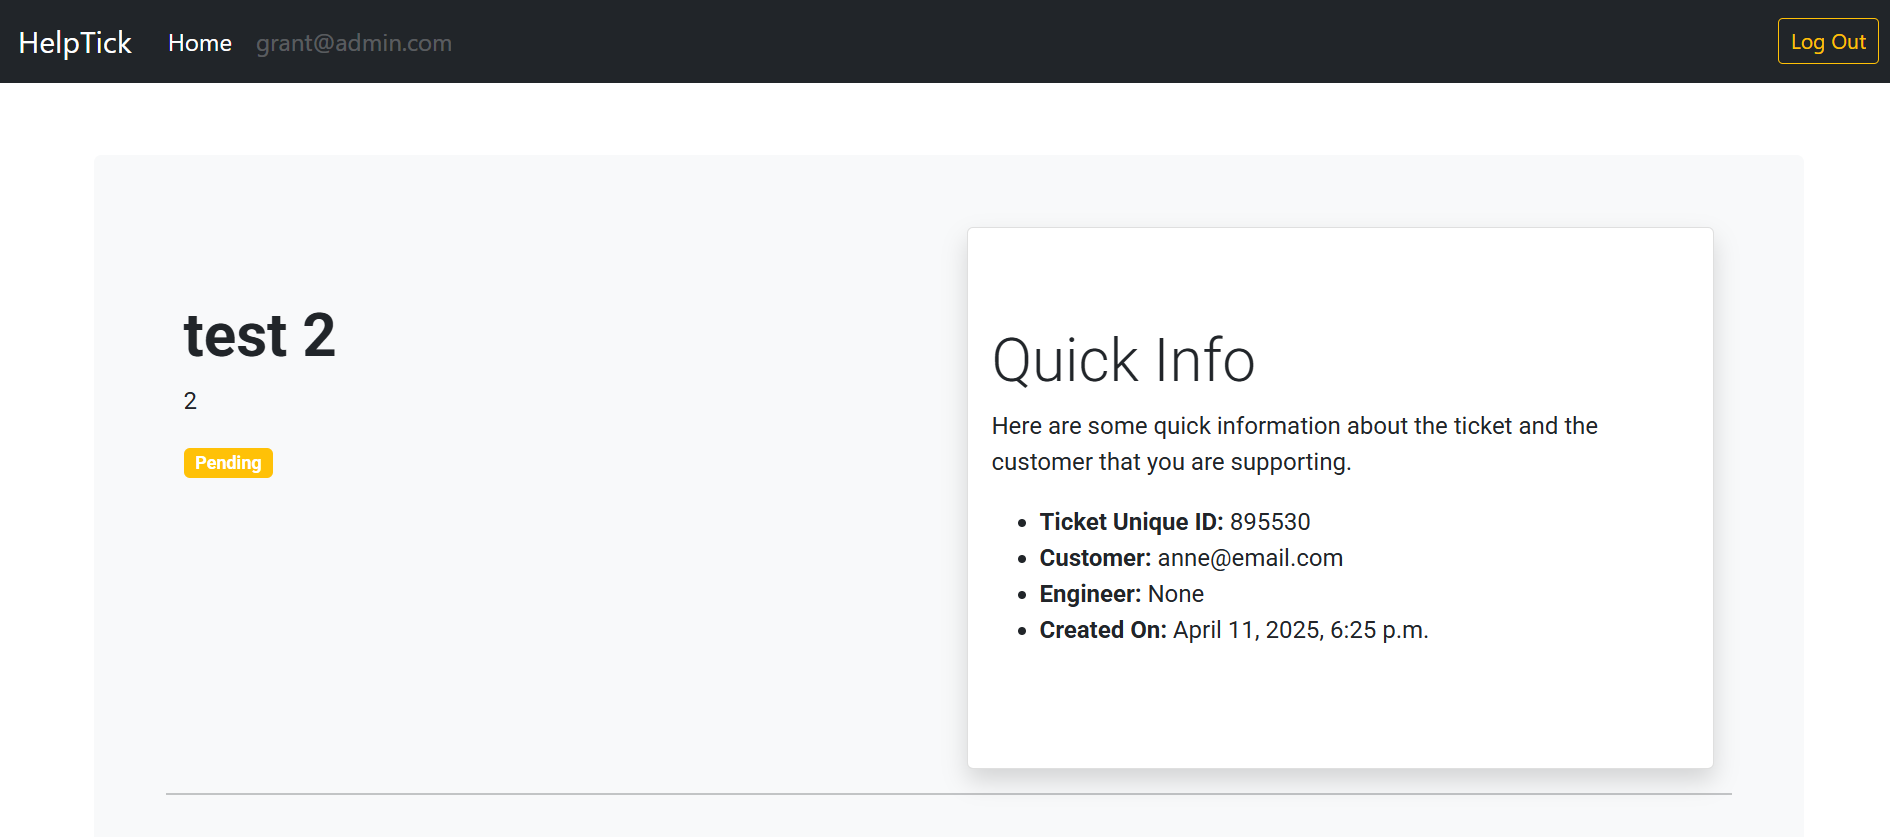 HelpTick Home grant@admin.com Log Out
test 2
2
Pending
Quick Info
Here are some quick information about the ticket and the
customer that you are supporting.
Ticket Unique ID: 895530
Customer: anne@email.com
Engineer: None
Created On: April 11, 2025, 6:25 p.m.